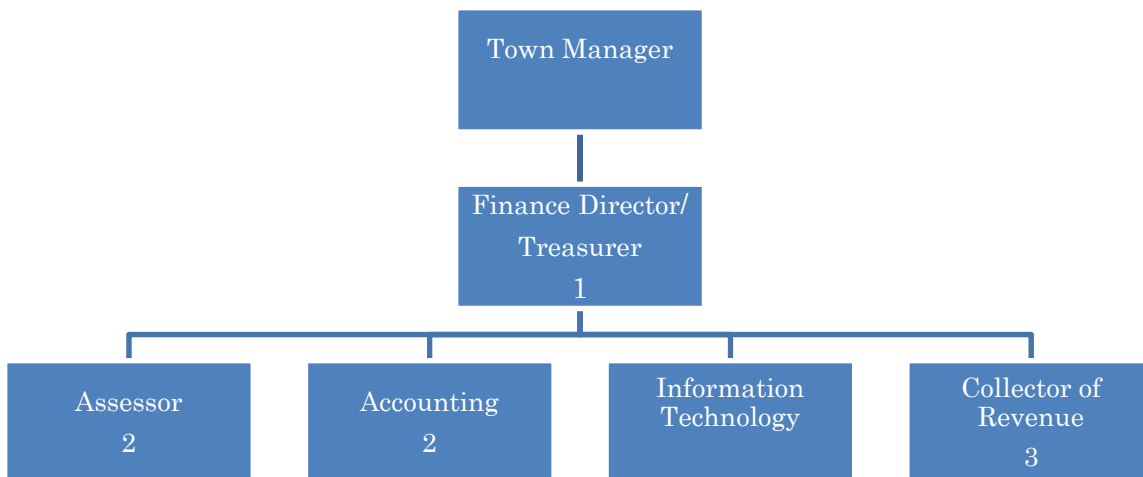 Town Manager
Finance Director/
Treasurer
1
Assessor
2
Accounting
2
Information
Technology
Collector of
Revenue
3